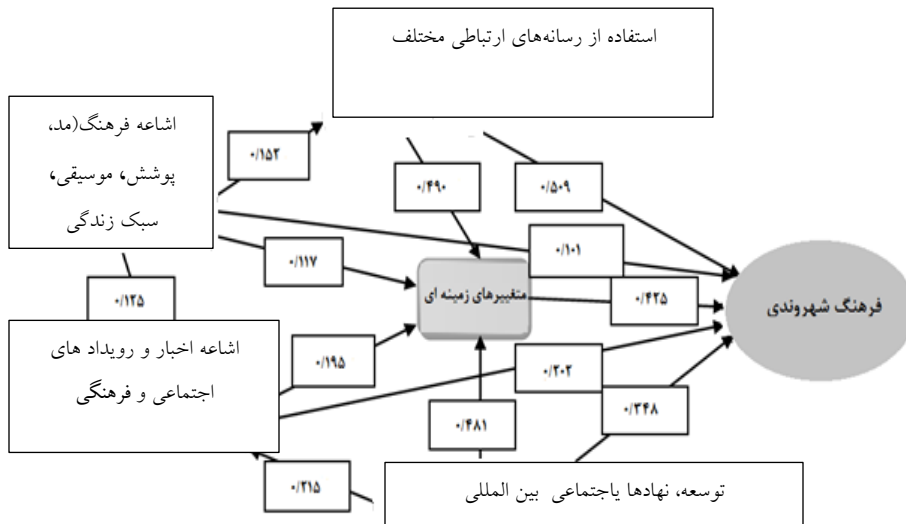 استفاده از رسانه‌های ارتباطی مختلف
اشاعه فرهنگ(مد،
پوشش، موسیقی،
سبک زندگی
۰/۱۵۲
۰/۴۹۰
۰/۵۰۹
۰/۱۰۱
۰/۱۱۷
۰/۱۲۵
متغییرهای زمینه ای
۰/۴۲۵
فرهنگ شهروندی
اشاعه اخبار و رویداد های
اجتماعی و فرهنگی
۰/۱۹۵
۰/۲۰۲
۰/۴۸۱
۰/۳۴۸
۰/۲۱۵
توسعه، نهادها یاجتماعی بین المللی